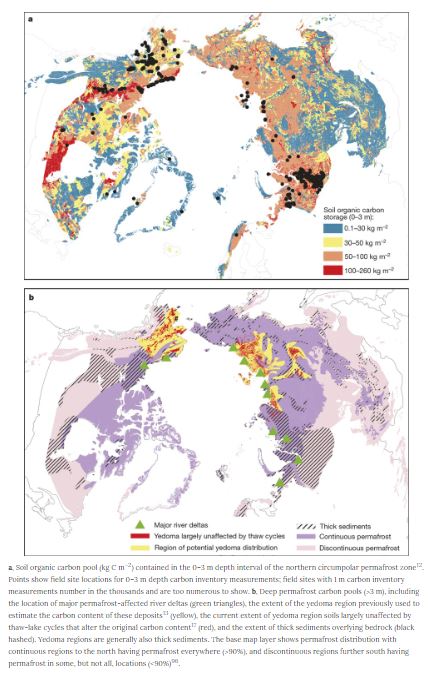 a
Soil organic carbon
storage (0–3 m):
0.1–30 kg m⁻²
30–50 kg m⁻²
50–100 kg m⁻²
100–260 kg m⁻²
b
Major river deltas
Yedoma largely unaffected by thaw cycles
Region of potential yedoma distribution
Thick sediments
Continuous permafrost
Discontinuous permafrost
a, Soil organic carbon pool (kg C m⁻²) contained in the 0–3 m depth interval of the northern circumpolar permafrost zone¹².
Points show field site locations for 0–3 m depth carbon inventory measurements; field sites with 1 m carbon inventory
measurements number in the thousands and are too numerous to show. b, Deep permafrost carbon pools (>3 m), including
the location of major permafrost-affected river deltas (green triangles), the extent of the yedoma region previously used to
estimate the carbon content of these deposits¹³ (yellow), the current extent of yedoma region soils largely unaffected by
thaw-lake cycles that alter the original carbon content¹⁷ (red), and the extent of thick sediments overlying bedrock (black
hashed). Yedoma regions are generally also thick sediments. The base map layer shows permafrost distribution with
continuous regions to the north having permafrost everywhere (>90%), and discontinuous regions further south having
permafrost in some, but not all, locations (<90%)⁹⁸.